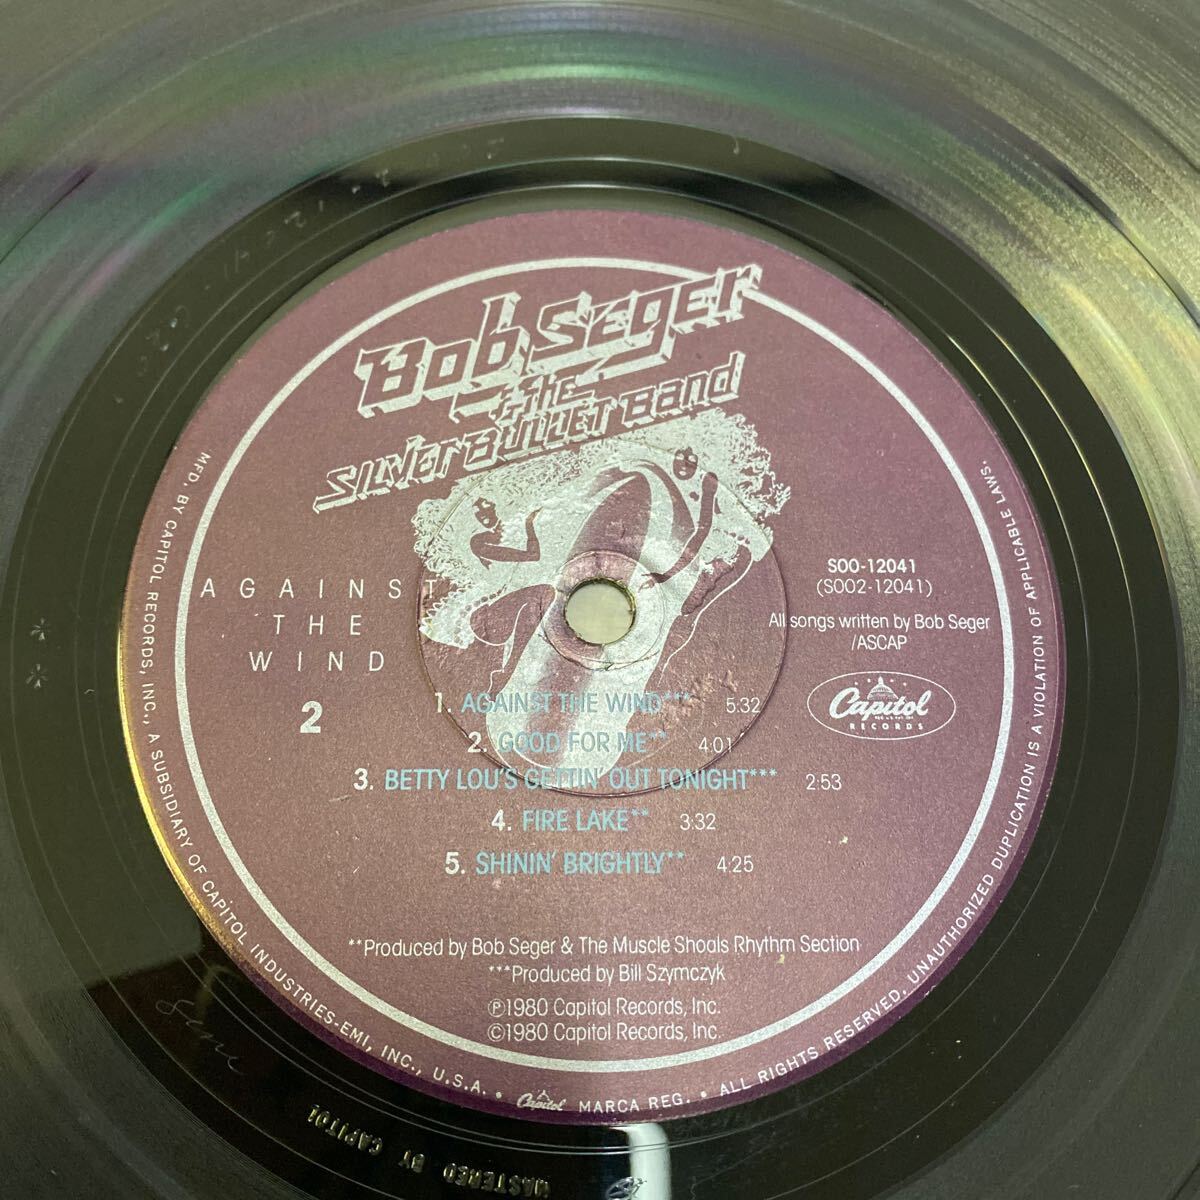 Bob Seger
& the
Silver Bullet Band
AGAINST
THE
WIND
2
SOO-12041
(SOO2-12041)
All songs written by Bob Seger
/ASCAP
Capitol
RECORDS
1. AGAINST THE WIND*** 5:32
2. GOOD FOR ME** 4:01
3. BETTY LOU'S GETTIN' OUT TONIGHT*** 2:53
4. FIRE LAKE** 3:32
5. SHININ' BRIGHTLY** 4:25
**Produced by Bob Seger & The Muscle Shoals Rhythm Section
***Produced by Bill Szymczyk
℗1980 Capitol Records, Inc.
©1980 Capitol Records, Inc.
MFD. BY CAPITOL RECORDS, INC., A SUBSIDIARY OF CAPITOL INDUSTRIES-EMI, INC., U.S.A. • Capitol MARCA REG. • ALL RIGHTS RESERVED. UNAUTHORIZED DUPLICATION IS A VIOLATION OF APPLICABLE LAWS.
MASTERED BY CAPITOL